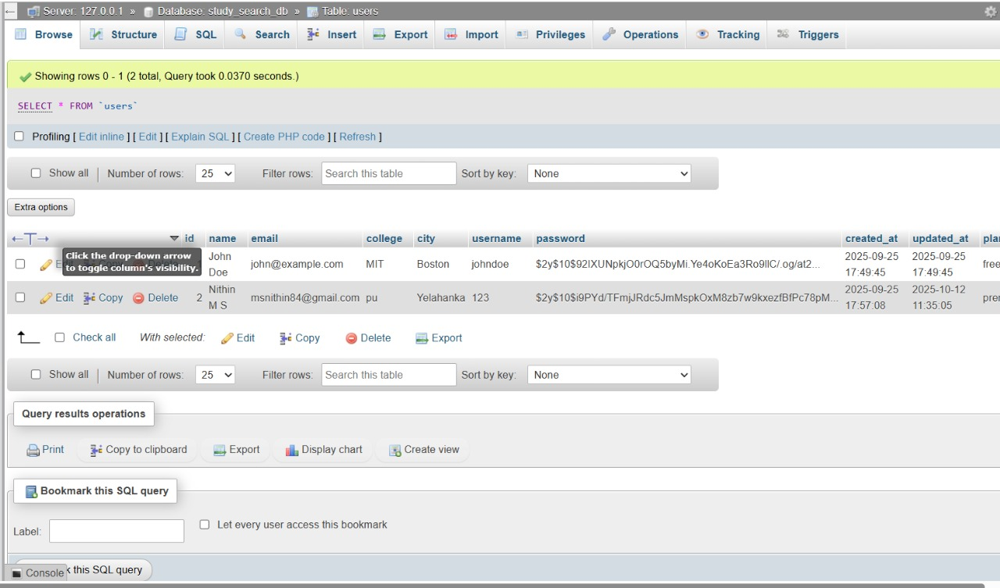 ← Server: 127.0.0.1 » Database: study_search_db » Table: users
Browse Structure SQL Search Insert Export Import Privileges Operations Tracking Triggers
Showing rows 0 - 1 (2 total, Query took 0.0370 seconds.)
SELECT * FROM `users`
Profiling [ Edit inline ] [ Edit ] [ Explain SQL ] [ Create PHP code ] [ Refresh ]
Show all | Number of rows: 25 Filter rows: Search this table Sort by key: None
Extra options
←T→ id name email college city username password created_at updated_at plan
Click the drop-down arrow
to toggle column's visibility.
John Doe john@example.com MIT Boston johndoe $2y$10$92IXUNpkjO0rOQ5byMi.Ye4oKoEa3Ro9llC/.og/at2... 2025-09-25 17:49:45 2025-09-25 17:49:45 free
Edit Copy Delete 2 Nithin M S msnithin84@gmail.com pu Yelahanka 123 $2y$10$i9PYd/TFmjJRdc5JmMspkOxM8zb7w9kxezfBfPc78pM... 2025-09-25 17:57:08 2025-10-12 11:35:05
Check all With selected: Edit Copy Delete Export
Show all | Number of rows: 25 Filter rows: Search this table Sort by key: None
Query results operations
Print Copy to clipboard Export Display chart Create view
Bookmark this SQL query
Label: Let every user access this bookmark
Console k this SQL query